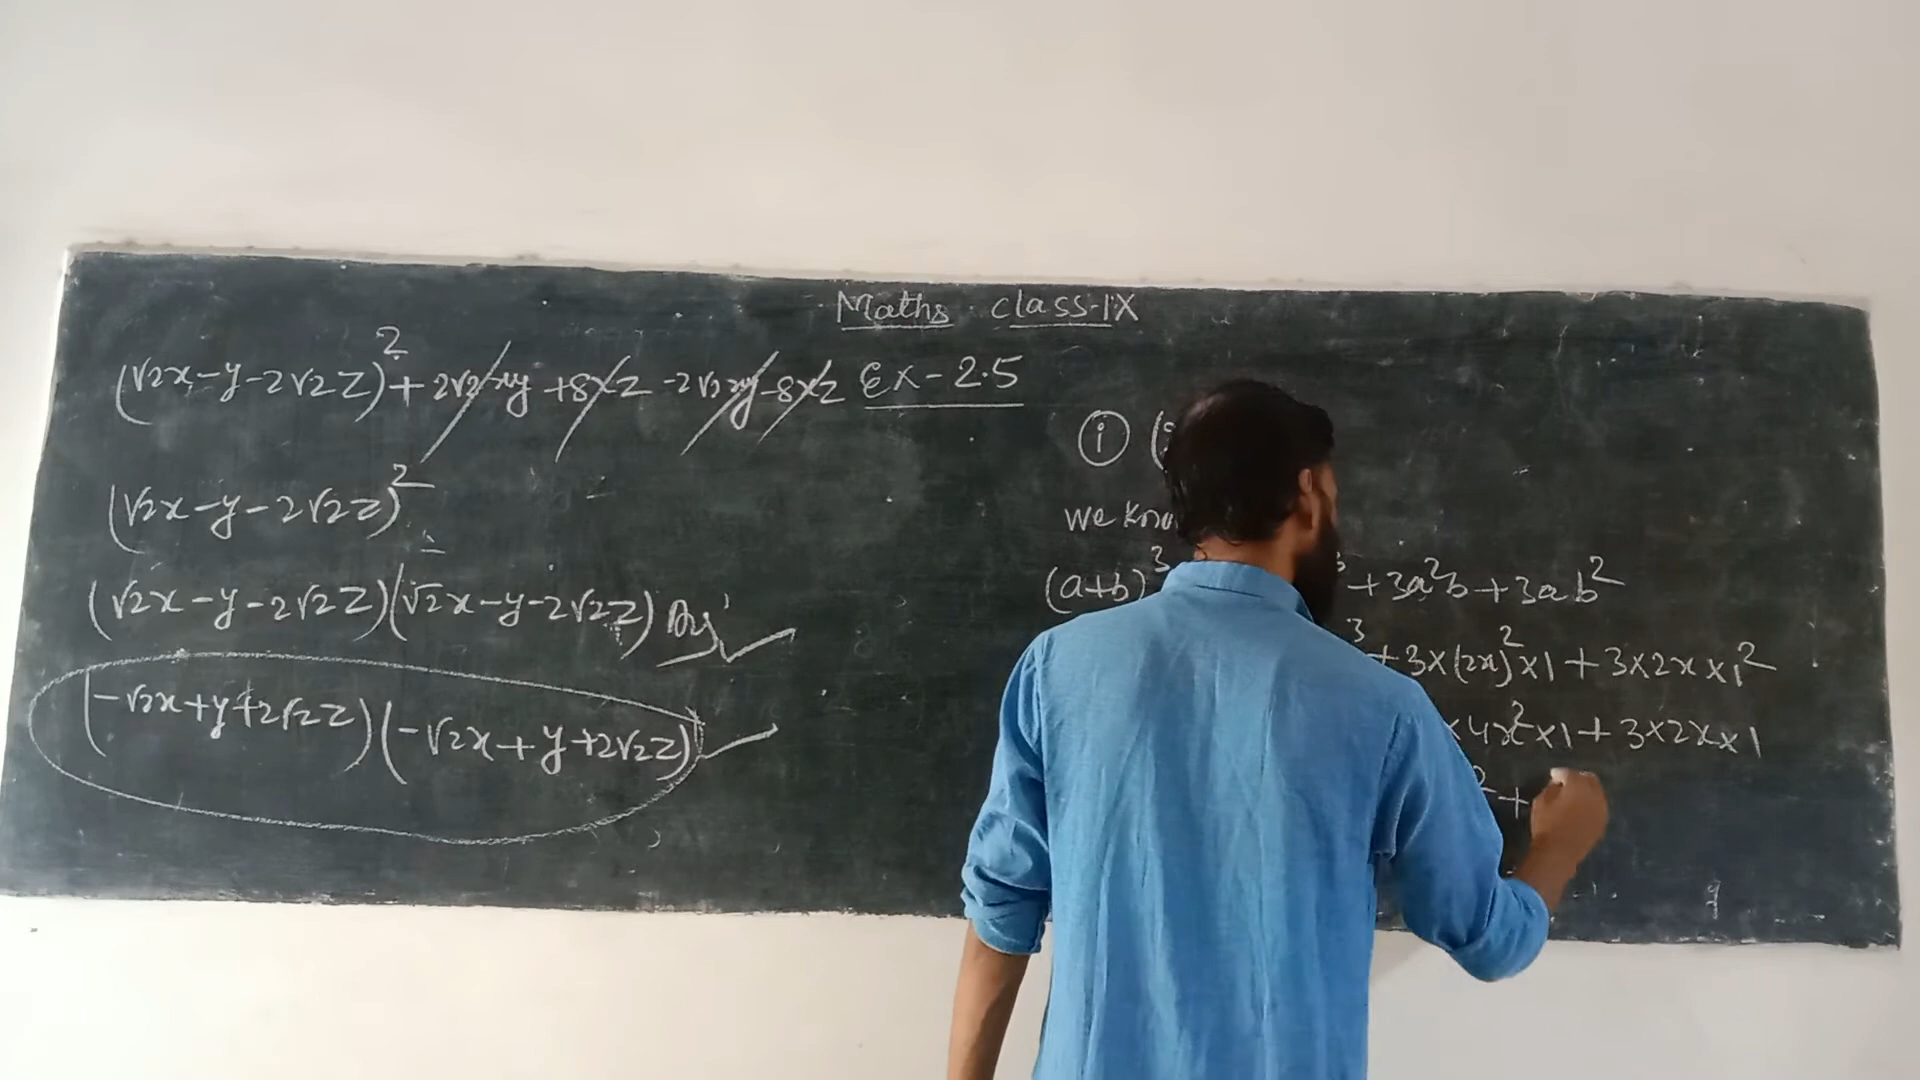 Maths class-IX
(√2x-y-2√2z)²+ 2√2xy +8xz -2√2xy-8xz
(√2x-y-2√2z)²
(√2x-y-2√2z)(√2x-y-2√2z) Ans
(-√2x+y+2√2z)(-√2x+y+2√2z)
Ex-2.5
(i) (
we
(a+b)³ ³+3a²b+3ab²
³+3×(2x)²×1+3×2x×1²
×4x²×1+3×2x×1
²+